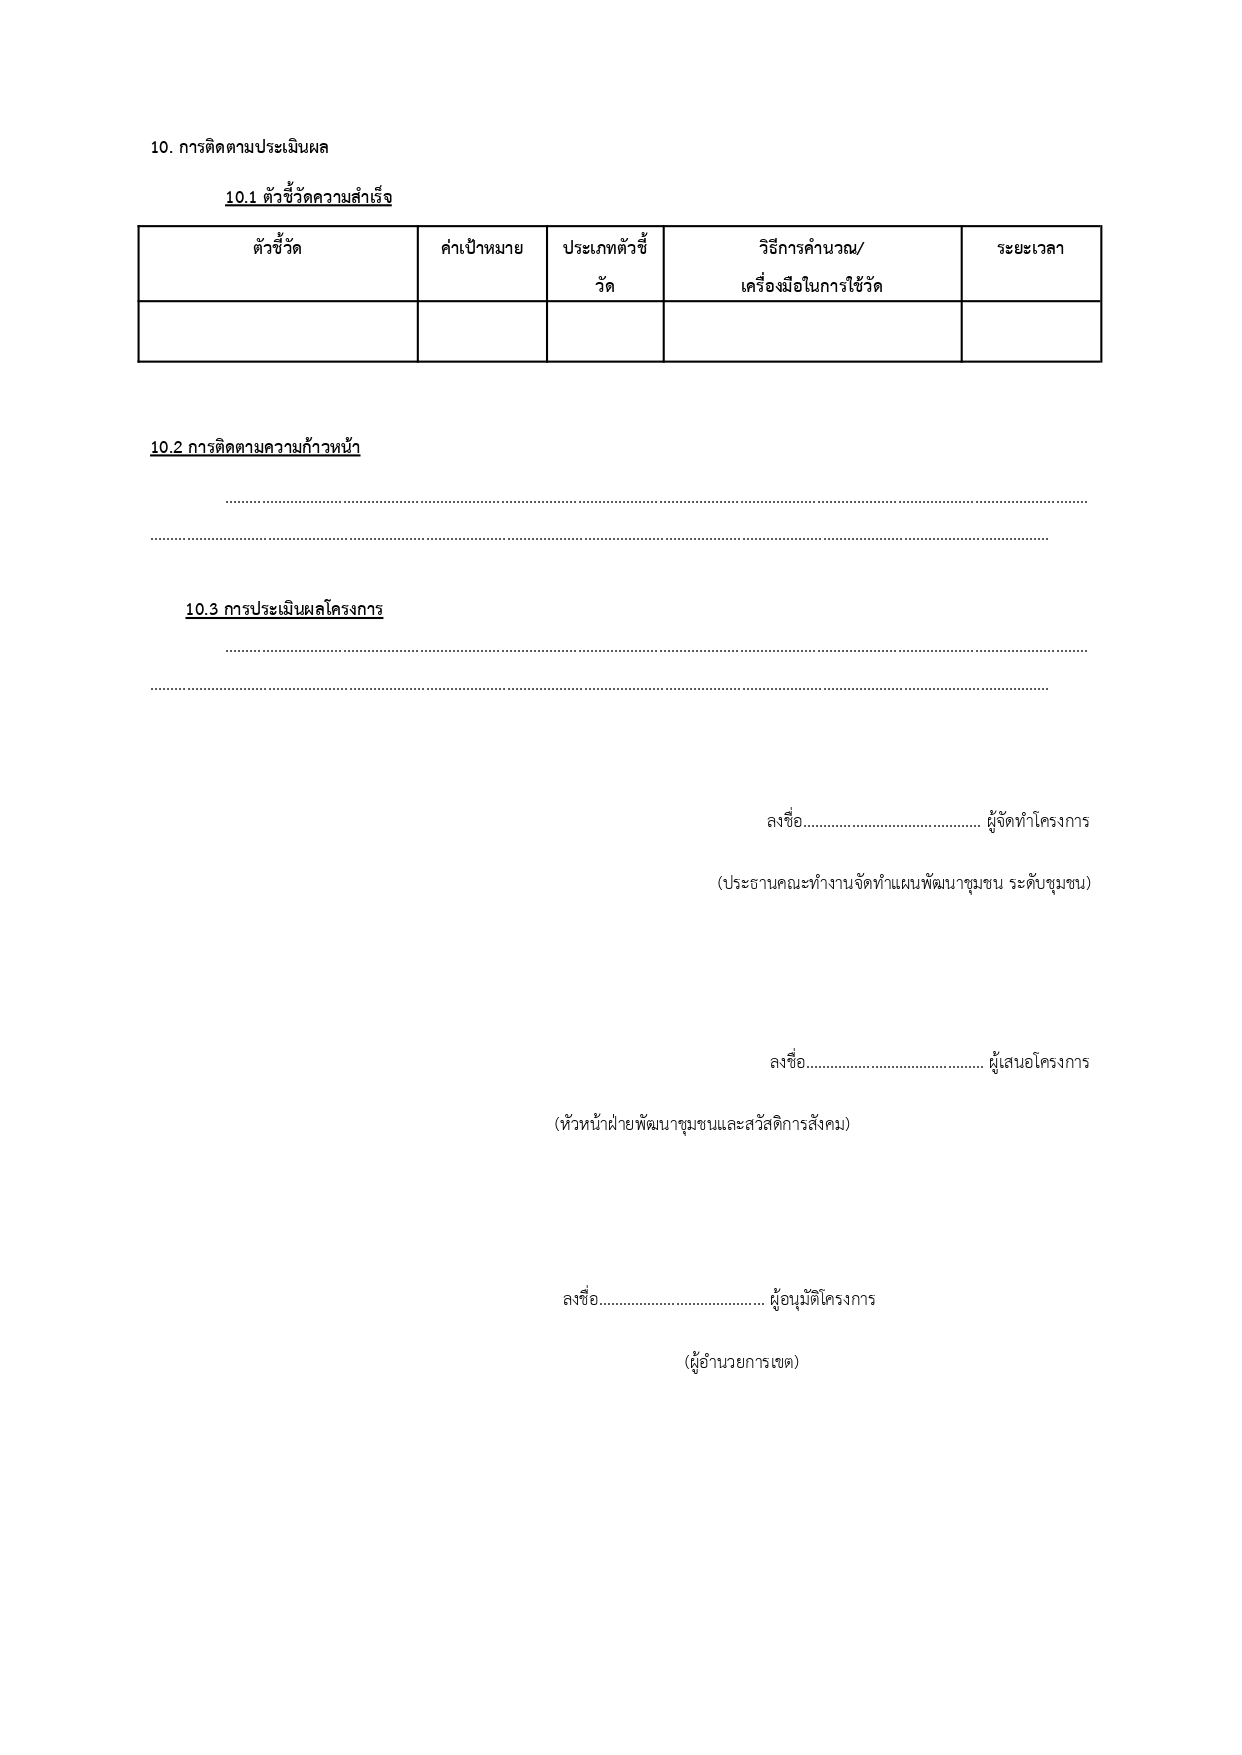 10. การติดตามประเมินผล
10.1 ตัวชี้วัดความสำเร็จ
ตัวชี้วัด ค่าเป้าหมาย ประเภทตัวชี้ วิธีการคำนวณ/ ระยะเวลา
วัด เครื่องมือในการใช้วัด
10.2 การติดตามความก้าวหน้า
................................................................................................................................................................................................................
................................................................................................................................................................................................................
10.3 การประเมินผลโครงการ
................................................................................................................................................................................................................
................................................................................................................................................................................................................
ลงชื่อ............................................ ผู้จัดทำโครงการ
(ประธานคณะทำงานจัดทำแผนพัฒนาชุมชน ระดับชุมชน)
ลงชื่อ............................................ ผู้เสนอโครงการ
(หัวหน้าฝ่ายพัฒนาชุมชนและสวัสดิการสังคม)
ลงชื่อ......................................... ผู้อนุมัติโครงการ
(ผู้อำนวยการเขต)